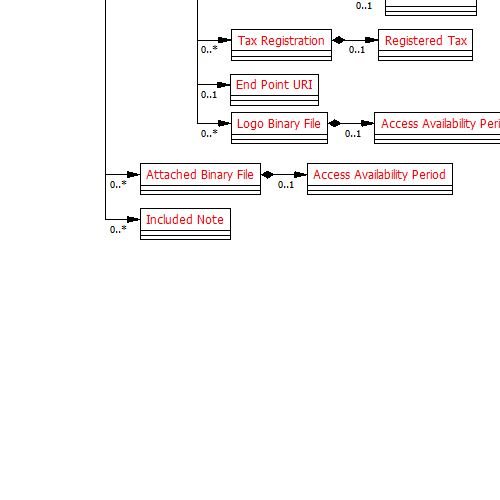 0..1
Tax Registration
Registered Tax
0..*
0..1
End Point URI
0..1
Logo Binary File
Access Availability Peri
0..*
0..1
Attached Binary File
Access Availability Period
0..*
0..1
Included Note
0..*